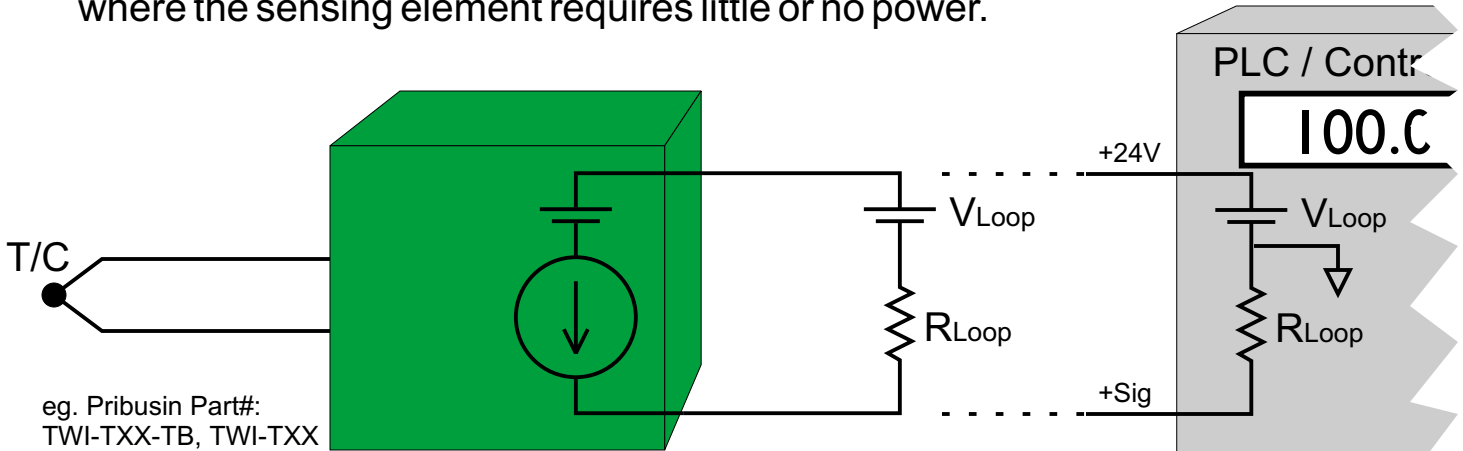 where the sensing element requires little or no power.
PLC / Contr
100.0
+24V
VLoop
VLoop
T/C
RLoop
RLoop
+Sig
eg. Pribusin Part#:
TWI-TXX-TB, TWI-TXX